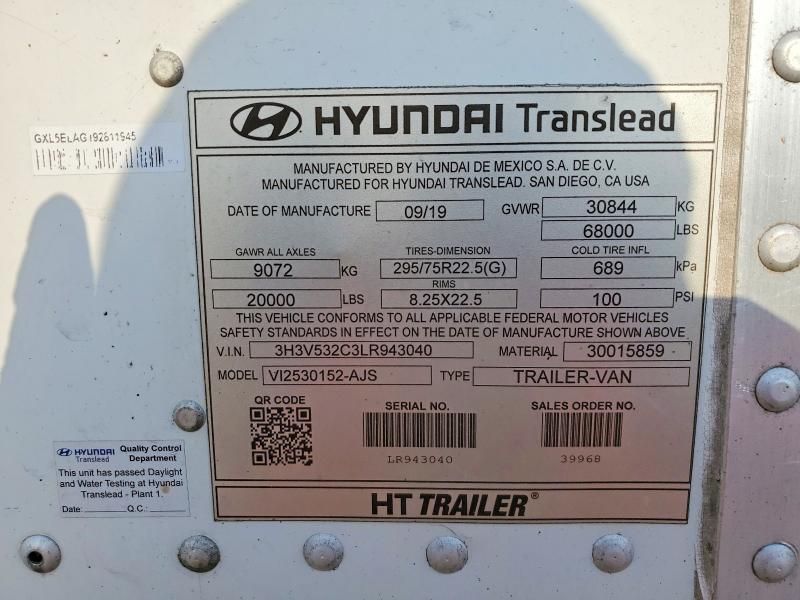 HYUNDAI Translead
MANUFACTURED BY HYUNDAI DE MEXICO S.A. DE C.V.
MANUFACTURED FOR HYUNDAI TRANSLEAD. SAN DIEGO, CA USA
DATE OF MANUFACTURE 09/19 GVWR 30844 KG
68000 LBS
GAWR ALL AXLES TIRES-DIMENSION COLD TIRE INFL
9072 KG 295/75R22.5(G) 689 kPa
RIMS
20000 LBS 8.25X22.5 100 PSI
THIS VEHICLE CONFORMS TO ALL APPLICABLE FEDERAL MOTOR VEHICLES
SAFETY STANDARDS IN EFFECT ON THE DATE OF MANUFACTURE SHOWN ABOVE.
V.I.N. 3H3V532C3LR943040 MATERIAL 30015859
MODEL VI2530152-AJS TYPE TRAILER-VAN
QR CODE SERIAL NO. SALES ORDER NO.
LR943040 39968
HT TRAILER®
HYUNDAI Translead Quality Control Department
This unit has passed Daylight
and Water Testing at Hyundai
Translead - Plant 1.
Date: Q.C.: